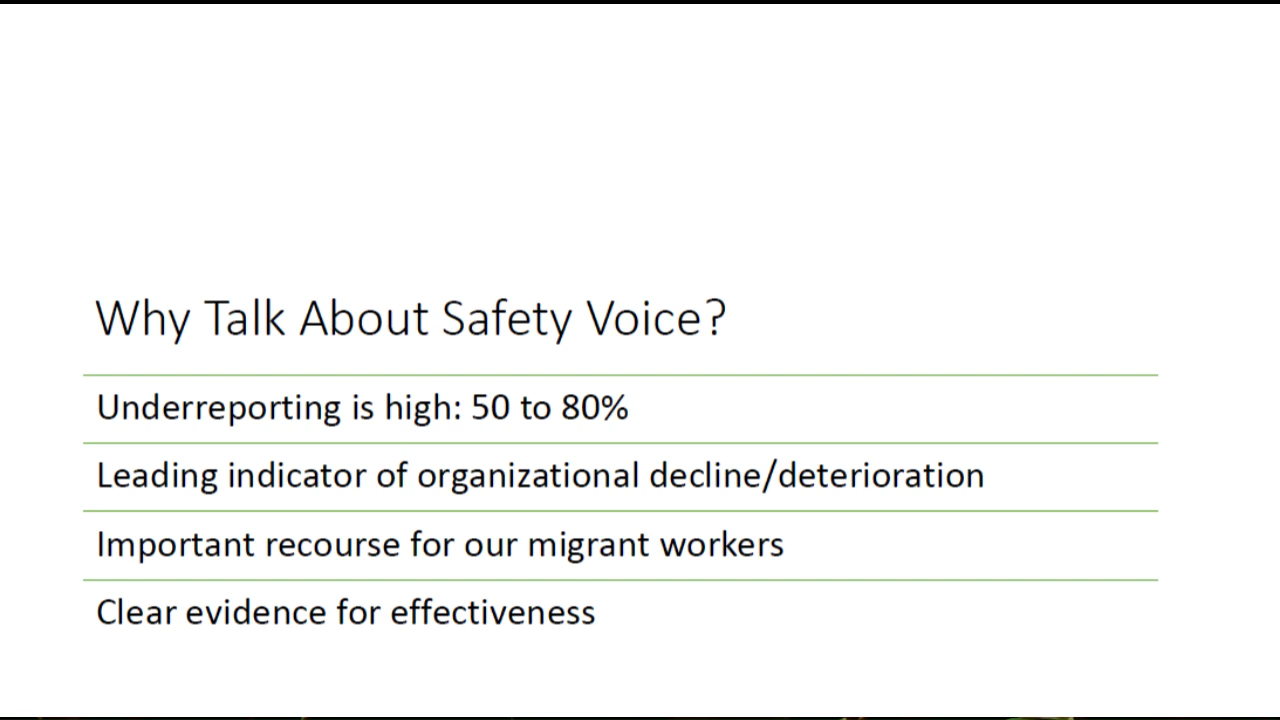 Why Talk About Safety Voice?
Underreporting is high: 50 to 80%
Leading indicator of organizational decline/deterioration
Important recourse for our migrant workers
Clear evidence for effectiveness